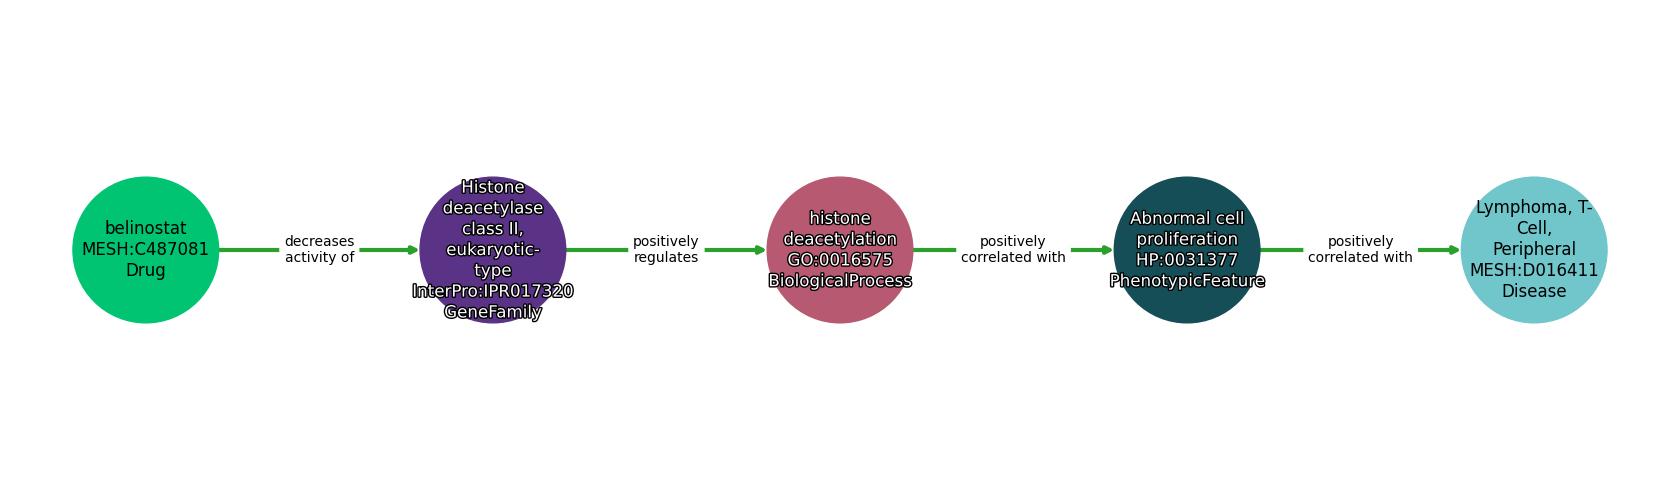 belinostat
MESH:C487081
Drug
decreases
activity of
Histone
deacetylase
class II,
eukaryotic-
type
InterPro:IPR017320
GeneFamily
positively
regulates
histone
deacetylation
GO:0016575
BiologicalProcess
positively
correlated with
Abnormal cell
proliferation
HP:0031377
PhenotypicFeature
positively
correlated with
Lymphoma, T-
Cell,
Peripheral
MESH:D016411
Disease